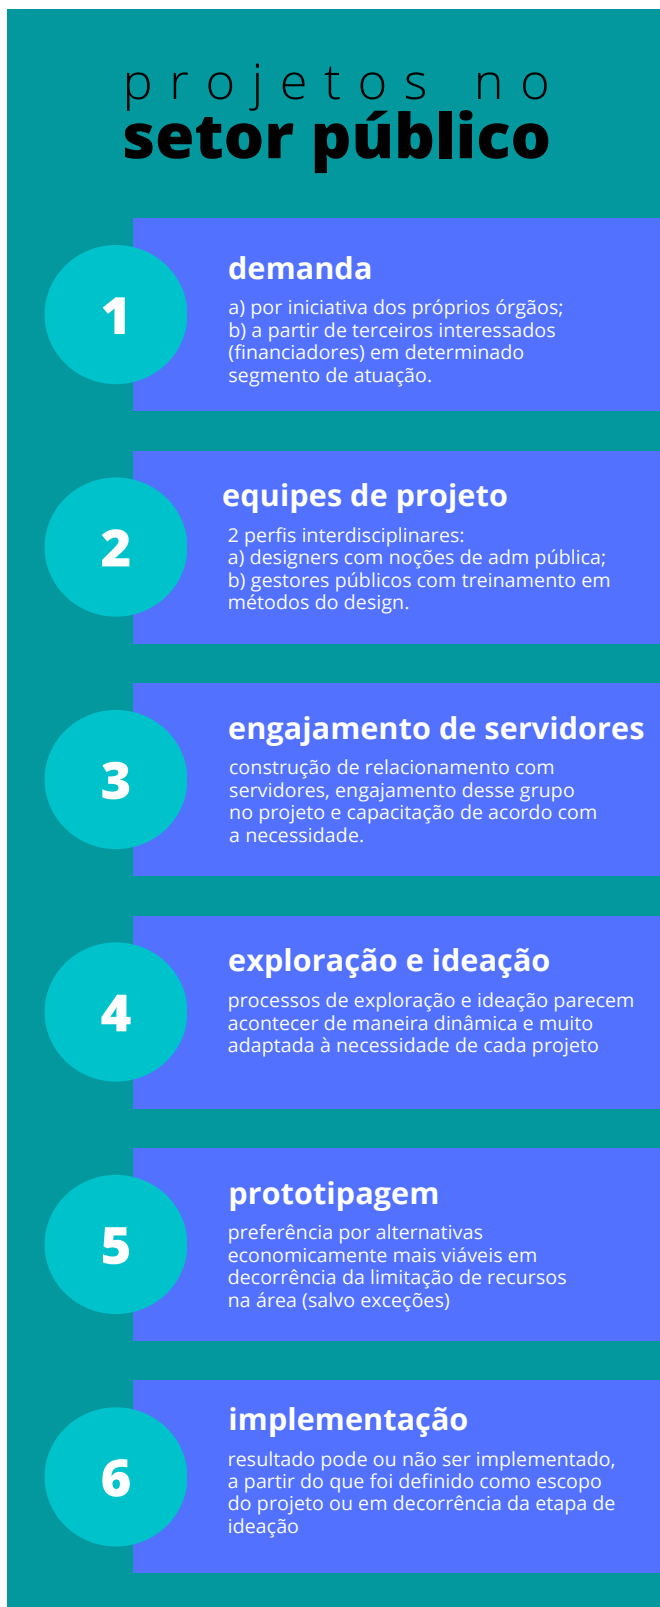 projetos no
setor público
1
demanda
a) por iniciativa dos próprios órgãos;
b) a partir de terceiros interessados
(financiadores) em determinado
segmento de atuação.
2
equipes de projeto
2 perfis interdisciplinares:
a) designers com noções de adm pública;
b) gestores públicos com treinamento em
métodos do design.
3
engajamento de servidores
construção de relacionamento com
servidores, engajamento desse grupo
no projeto e capacitação de acordo com
a necessidade.
4
exploração e ideação
processos de exploração e ideação parecem
acontecer de maneira dinâmica e muito
adaptada à necessidade de cada projeto
5
prototipagem
preferência por alternativas
economicamente mais viáveis em
decorrência da limitação de recursos
na área (salvo exceções)
6
implementação
resultado pode ou não ser implementado,
a partir do que foi definido como escopo
do projeto ou em decorrência da etapa de
ideação